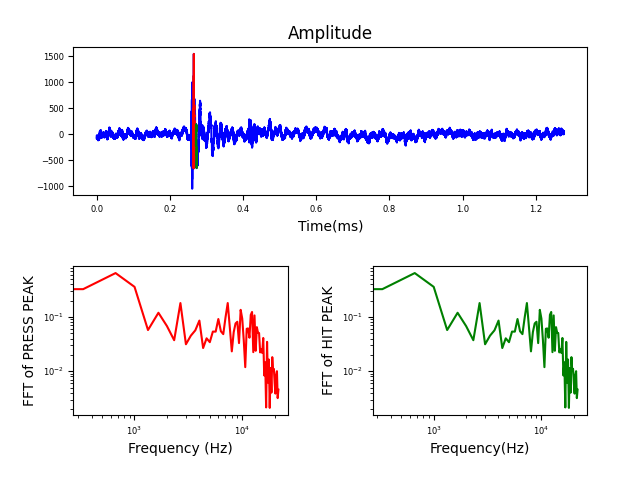 Amplitude
1500
1000
500
0
−500
−1000
0.0 0.2 0.4 0.6 0.8 1.0 1.2
Time(ms)
FFT of PRESS PEAK
10⁻¹
10⁻²
10³ 10⁴
Frequency (Hz)
FFT of HIT PEAK
10⁻¹
10⁻²
10³ 10⁴
Frequency(Hz)